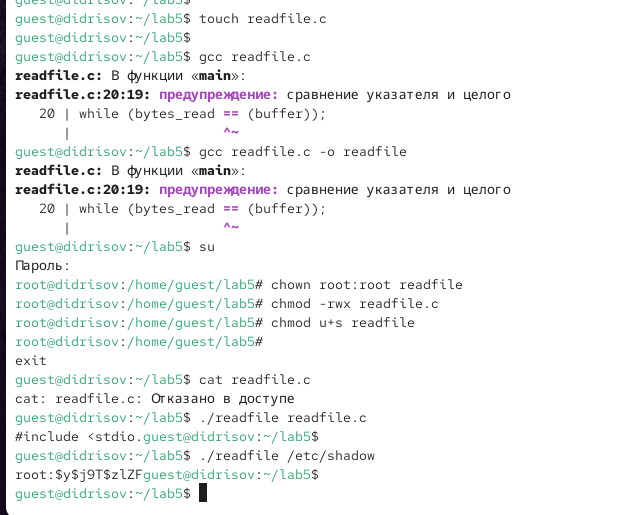 guest@didrisov:~/lab5$
guest@didrisov:~/lab5$ touch readfile.c
guest@didrisov:~/lab5$
guest@didrisov:~/lab5$ gcc readfile.c
readfile.c: В функции «main»:
readfile.c:20:19: предупреждение: сравнение указателя и целого
   20 | while (bytes_read == (buffer));
      |                   ^~
guest@didrisov:~/lab5$ gcc readfile.c -o readfile
readfile.c: В функции «main»:
readfile.c:20:19: предупреждение: сравнение указателя и целого
   20 | while (bytes_read == (buffer));
      |                   ^~
guest@didrisov:~/lab5$ su
Пароль:
root@didrisov:/home/guest/lab5# chown root:root readfile
root@didrisov:/home/guest/lab5# chmod -rwx readfile.c
root@didrisov:/home/guest/lab5# chmod u+s readfile
root@didrisov:/home/guest/lab5#
exit
guest@didrisov:~/lab5$ cat readfile.c
cat: readfile.c: Отказано в доступе
guest@didrisov:~/lab5$ ./readfile readfile.c
#include <stdio.guest@didrisov:~/lab5$
guest@didrisov:~/lab5$ ./readfile /etc/shadow
root:$y$j9T$zlZFguest@didrisov:~/lab5$
guest@didrisov:~/lab5$